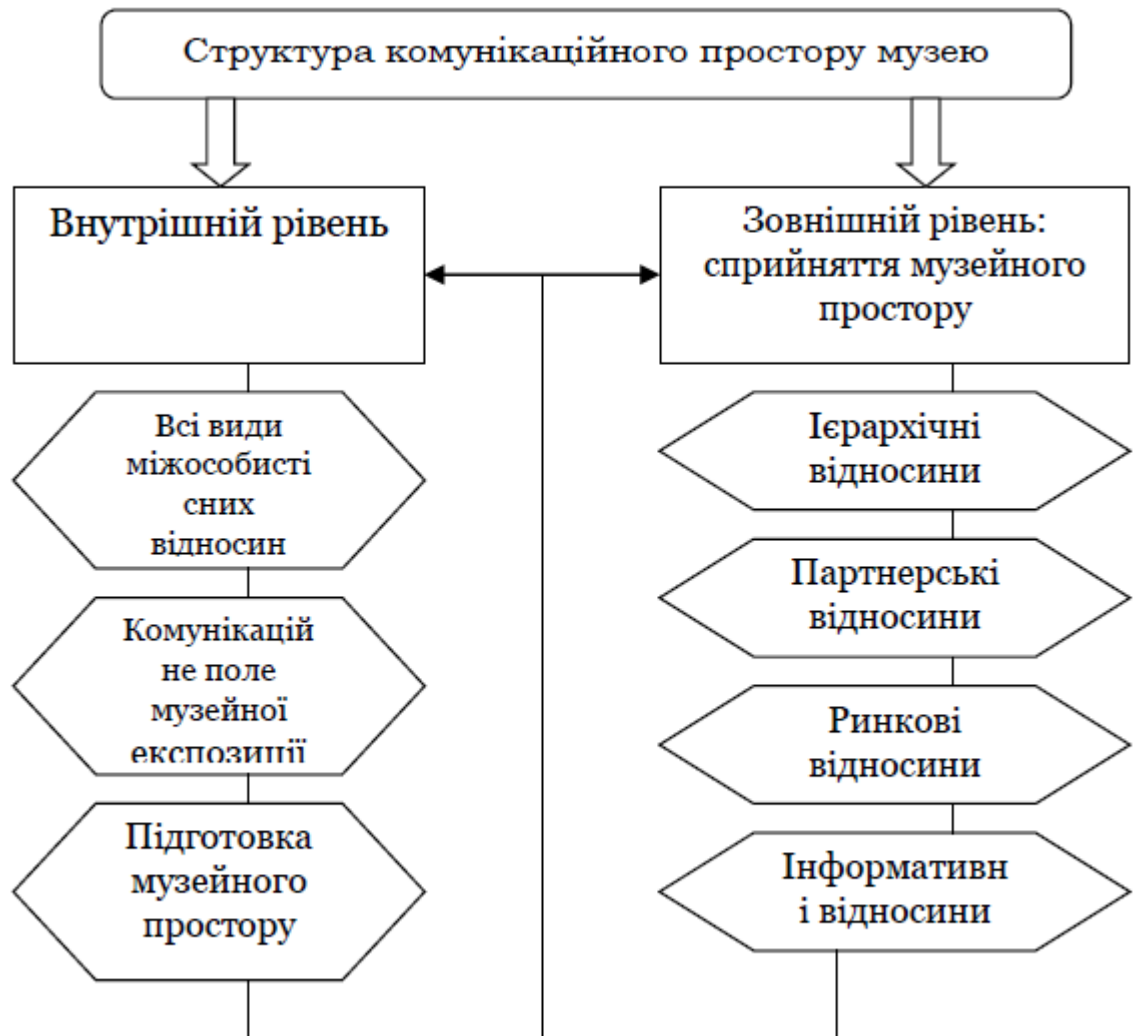 Структура комунікаційного простору музею
Внутрішній рівень
Зовнішній рівень:
сприйняття музейного
простору
Всі види
міжособисті
сних
відносин
Комунікацій
не поле
музейної
експозиції
Підготовка
музейного
простору
Ієрархічні
відносини
Партнерські
відносини
Ринкові
відносини
Інформативн
і відносини